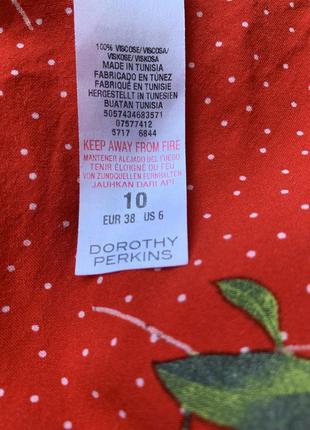 100% VISCOSE/VISCOSA/
VISKOSE/VISKOSA
MADE IN TUNISIA
FABRICADO EN TÚNEZ
FABRIQUÉ EN TUNISIE
HERGESTELLT IN TUNESIEN
BUATAN TUNISIA
5057434683571
07577412
5717 6844
KEEP AWAY FROM FIRE
MANTENER ALEJADO DEL FUEGO
TENIR ÉLOIGNÉ DU FEU
VON ZUNDQUELLEN FERNHALTEN
JAUHKAN DARI API
10
EUR 38 US 6
DOROTHY
PERKINS